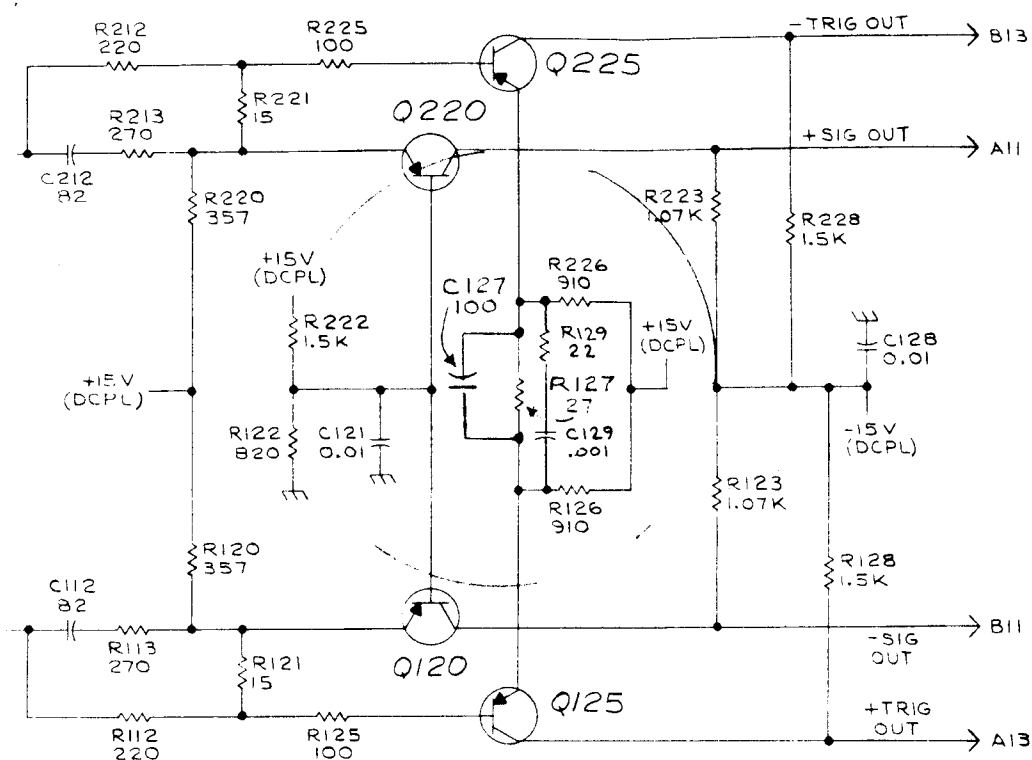 R212
220
R225
100
Q225
-TRIG OUT
B13
R221
15
R213
270
Q220
+SIG OUT
A11
C212
82
R220
357
R223
1.07K
R228
1.5K
+15V
(DCPL)
C127
100
R226
910
R222
1.5K
R129
22
+15V
(DCPL)
C128
0.01
+15V
(DCPL)
R127
27
R122
820
C121
0.01
C129
.001
-15V
(DCPL)
R126
910
R123
1.07K
R120
357
R128
1.5K
C112
82
B11
R113
270
-SIG
OUT
Q120
R121
15
Q125
+TRIG
OUT
R112
220
R125
100
A13